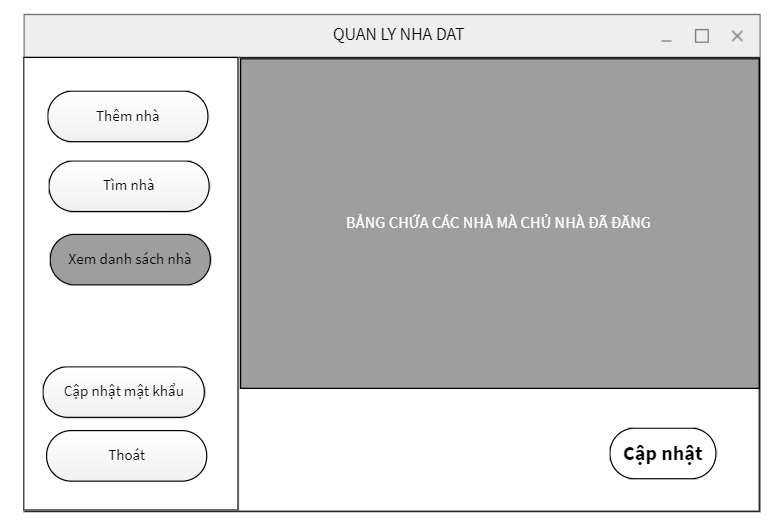 QUAN LY NHA DAT
Thêm nhà
Tìm nhà
Xem danh sách nhà
Cập nhật mật khẩu
Thoát
BẢNG CHỨA CÁC NHÀ MÀ CHỦ NHÀ ĐÃ ĐĂNG
Cập nhật